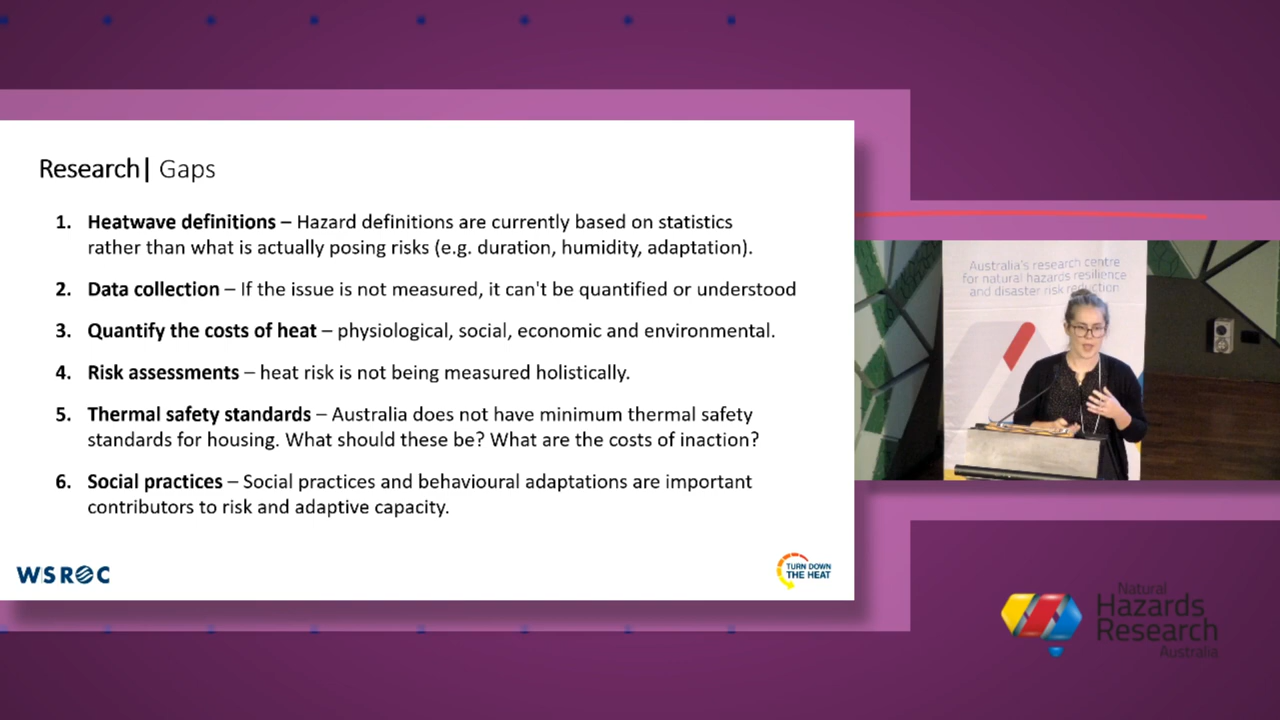 Research| Gaps
1. Heatwave definitions – Hazard definitions are currently based on statistics
rather than what is actually posing risks (e.g. duration, humidity, adaptation).
2. Data collection – If the issue is not measured, it can't be quantified or understood
3. Quantify the costs of heat – physiological, social, economic and environmental.
4. Risk assessments – heat risk is not being measured holistically.
5. Thermal safety standards – Australia does not have minimum thermal safety
standards for housing. What should these be? What are the costs of inaction?
6. Social practices – Social practices and behavioural adaptations are important
contributors to risk and adaptive capacity.
WSROC
TURN DOWN
THE HEAT
Australia's research centre
for natural hazards resilience
and disaster risk reduction
Natural
Hazards
Research
Australia